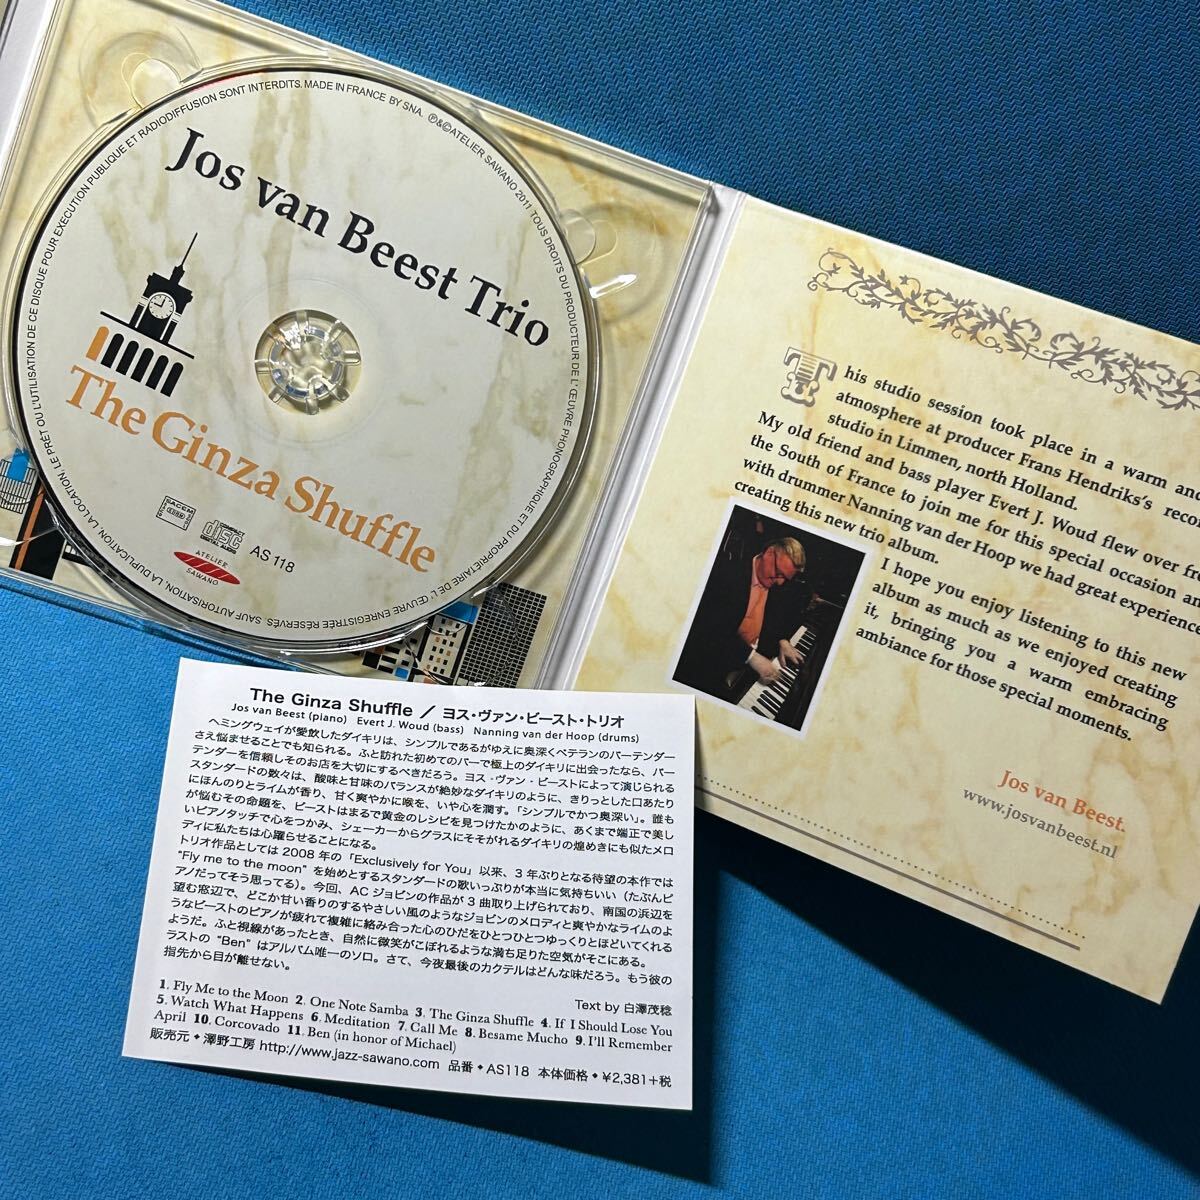 Jos van Beest Trio
The Ginza Shuffle
SACEM
COMPACT
disc
DIGITAL AUDIO
AS 118
ATELIER
SAWANO
MADE IN FRANCE BY SNA. ℗&©ATELIER SAWANO 2011 TOUS DROITS DU PRODUCTEUR DE L'ŒUVRE PHONOGRAPHIQUE ET DU PROPRIETAIRE DE L'ŒUVRE ENREGISTRÉE RÉSERVÉS. SAUF AUTORISATION, LA DUPLICATION, LA LOCATION, LE PRÊT OU L'UTILISATION DE CE DISQUE POUR EXECUTION PUBLIQUE ET RADIODIFFUSION SONT INTERDITS.
This studio session took place in a warm and
atmosphere at producer Frans Hendriks's
studio in Limmen, north Holland.
My old friend and bass player Evert J. Woud flew over
the South of France to join me for this special occasion
with drummer Nanning van der Hoop we had great experience
creating this new trio album.
I hope you enjoy listening to this new
album as much as we enjoyed creating
it, bringing you a warm embracing
ambiance for those special moments.
Jos van Beest.
www.josvanbeest.nl
The Ginza Shuffle / ヨス・ヴァン・ビースト・トリオ
Jos van Beest (piano) Evert J. Woud (bass) Nanning van der Hoop (drums)
ヘミングウェイが愛飲したダイキリは、シンプルであるがゆえに奥深くベテランのバーテンダー
さえ悩ませることでも知られる。ふと訪れた初めてのバーで極上のダイキリに出会ったなら、バー
テンダーを信頼しそのお店を大切にするべきだろう。ヨス・ヴァン・ビーストによって演じられる
スタンダードの数々は、酸味と甘味のバランスが絶妙なダイキリのように、きりっとした口あたり
にほんのりとライムが香り、甘く爽やかに喉を、いや心を潤す。「シンプルでかつ奥深い」。誰も
が悩むその命題を、ビーストはまるで黄金のレシピを見つけたかのように、あくまで端正で美し
いピアノタッチで心をつかみ、シェーカーからグラスにそそがれるダイキリの煌めきにも似たメロ
ディに私たちは心躍らせることになる。
トリオ作品としては 2008 年の「Exclusively for You」以来、3 年ぶりとなる待望の本作では
"Fly me to the moon" を始めとするスタンダードの歌いっぷりが本当に気持ちいい（たぶんピ
アノだってそう思ってる）。今回、AC ジョビンの作品が 3 曲取り上げられており、南国の浜辺を
望む窓辺で、どこか甘い香りのするやさしい風のようなジョビンのメロディと爽やかなライムのよ
うなビーストのピアノが疲れて複雑に絡み合った心のひだをひとつひとつゆっくりとほどいてくれる
ようだ。ふと視線があったとき、自然に微笑がこぼれるような満ち足りた空気がそこにある。
ラストの "Ben" はアルバム唯一のソロ。さて、今夜最後のカクテルはどんな味だろう。もう彼の
指先から目が離せない。
Text by 白澤茂稔
1. Fly Me to the Moon 2. One Note Samba 3. The Ginza Shuffle 4. If I Should Lose You
5. Watch What Happens 6. Meditation 7. Call Me 8. Besame Mucho 9. I'll Remember
April 10. Corcovado 11. Ben (in honor of Michael)
販売元◆澤野工房 http://www.jazz-sawano.com 品番◆AS118 本体価格◆¥2,381+税